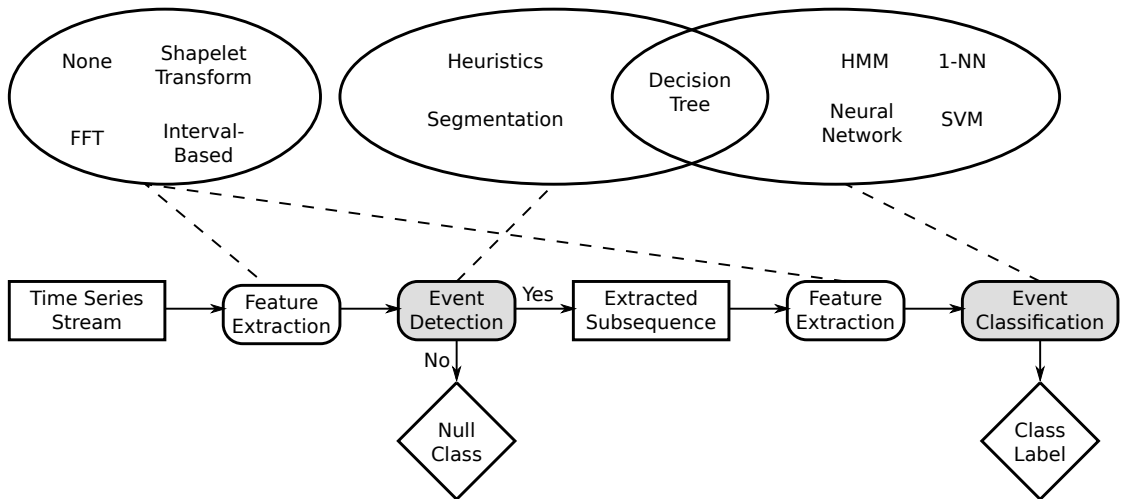 None
Shapelet
Transform
FFT
Interval-
Based
Heuristics
Segmentation
Decision
Tree
HMM
1-NN
Neural
Network
SVM
Time Series
Stream
Feature
Extraction
Event
Detection
Yes
Extracted
Subsequence
Feature
Extraction
Event
Classification
No
Null
Class
Class
Label